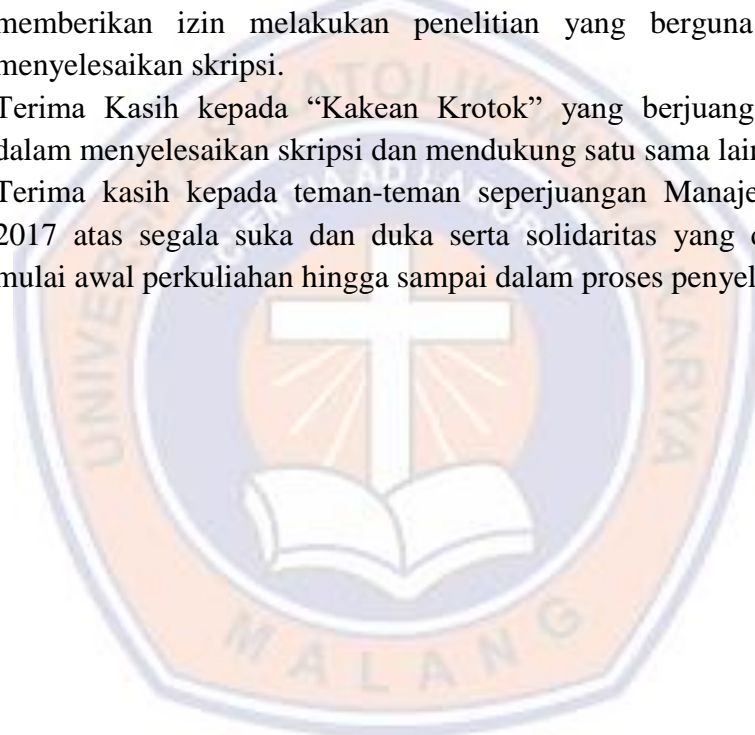 memberikan izin melakukan penelitian yang berguna
menyelesaikan skripsi.
Terima Kasih kepada “Kakean Krotok” yang berjuang
dalam menyelesaikan skripsi dan mendukung satu sama lain
Terima kasih kepada teman-teman seperjuangan
2017 atas segala suka dan duka serta solidaritas yang
mulai awal perkuliahan hingga sampai dalam proses
MALANG